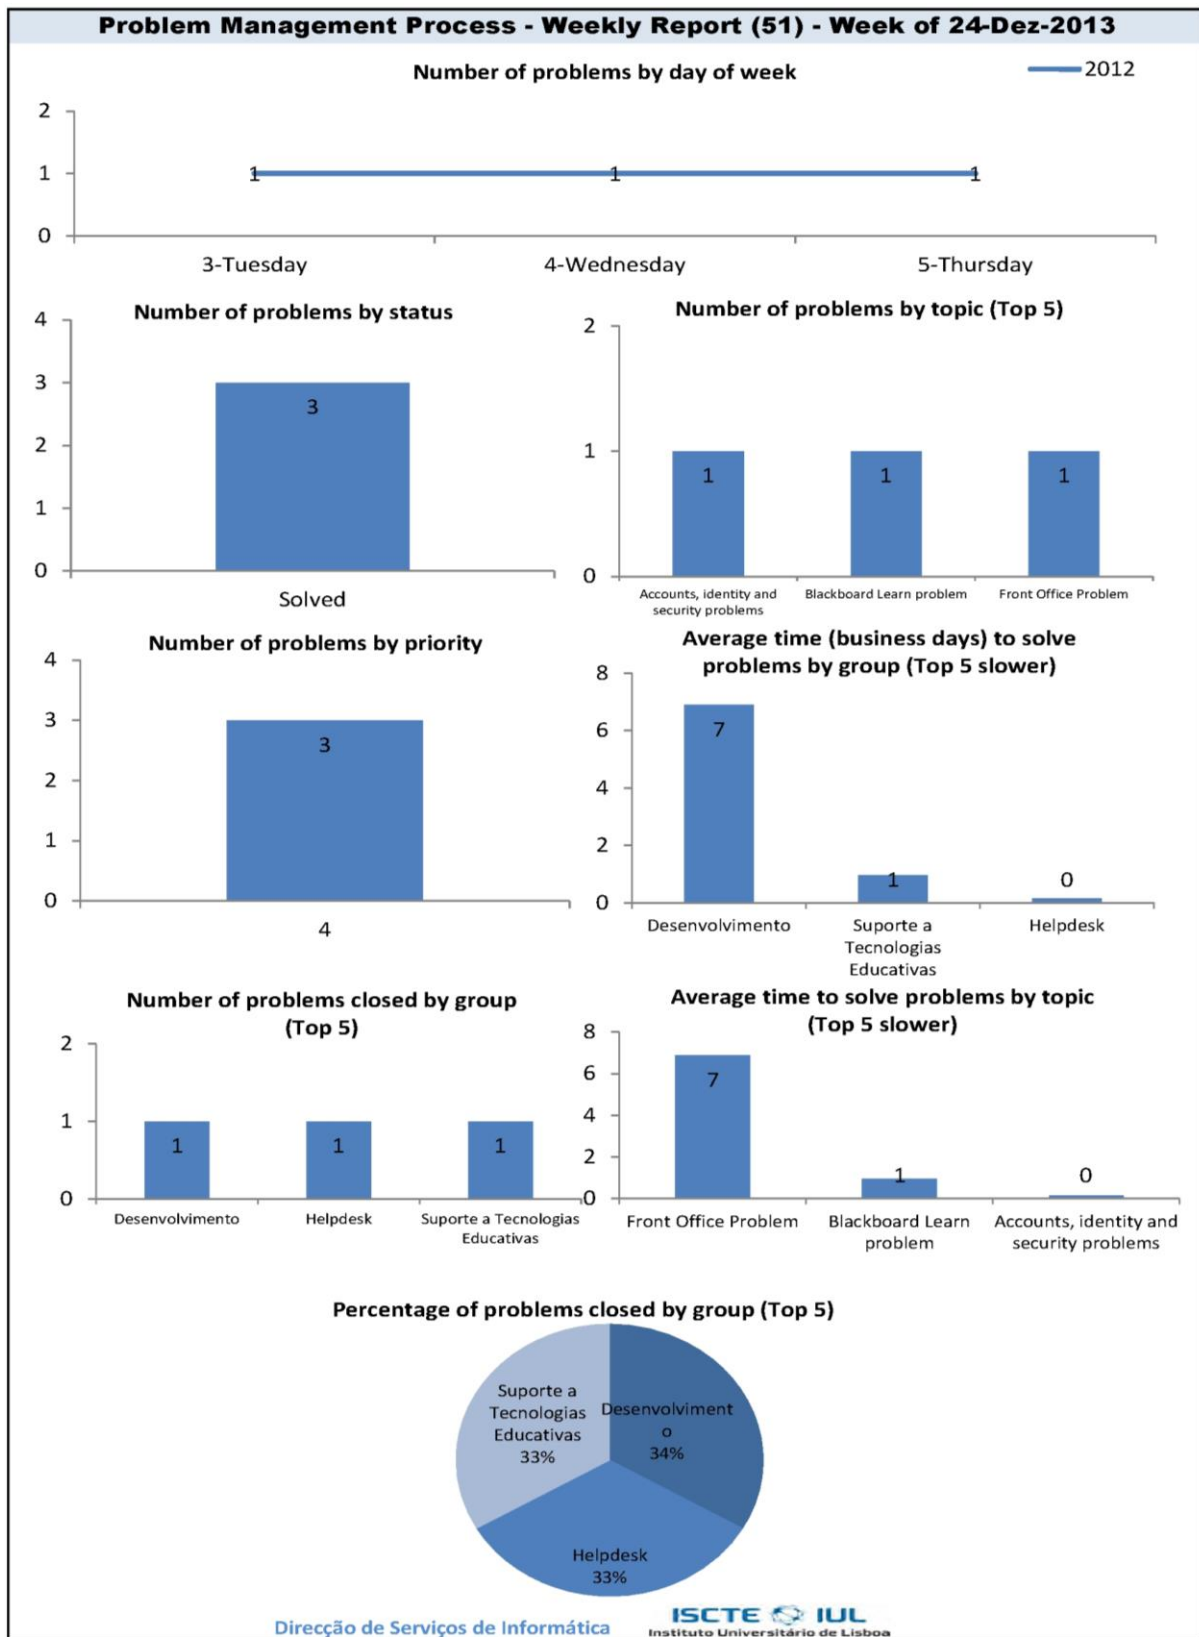 Problem Management Process - Weekly Report (51) - Week of 24-Dez-2013
Number of problems by day of week
2012
2
1
0
1
1
1
3-Tuesday
4-Wednesday
5-Thursday
Number of problems by status
4
3
2
1
0
3
Solved
Number of problems by topic (Top 5)
2
1
0
1
1
1
Accounts, identity and
security problems
Blackboard Learn problem
Front Office Problem
Number of problems by priority
4
3
2
1
0
3
4
Average time (business days) to solve
problems by group (Top 5 slower)
8
6
4
2
0
7
1
0
Desenvolvimento
Suporte a
Tecnologias
Educativas
Helpdesk
Number of problems closed by group
(Top 5)
2
1
0
1
1
1
Desenvolvimento
Helpdesk
Suporte a Tecnologias
Educativas
Average time to solve problems by topic
(Top 5 slower)
8
6
4
2
0
7
1
0
Front Office Problem
Blackboard Learn
problem
Accounts, identity and
security problems
Percentage of problems closed by group (Top 5)
Suporte a
Tecnologias
Educativas
33%
Desenvolviment
o
34%
Helpdesk
33%
Direcção de Serviços de Informática
ISCTE IUL
Instituto Universitário de Lisboa